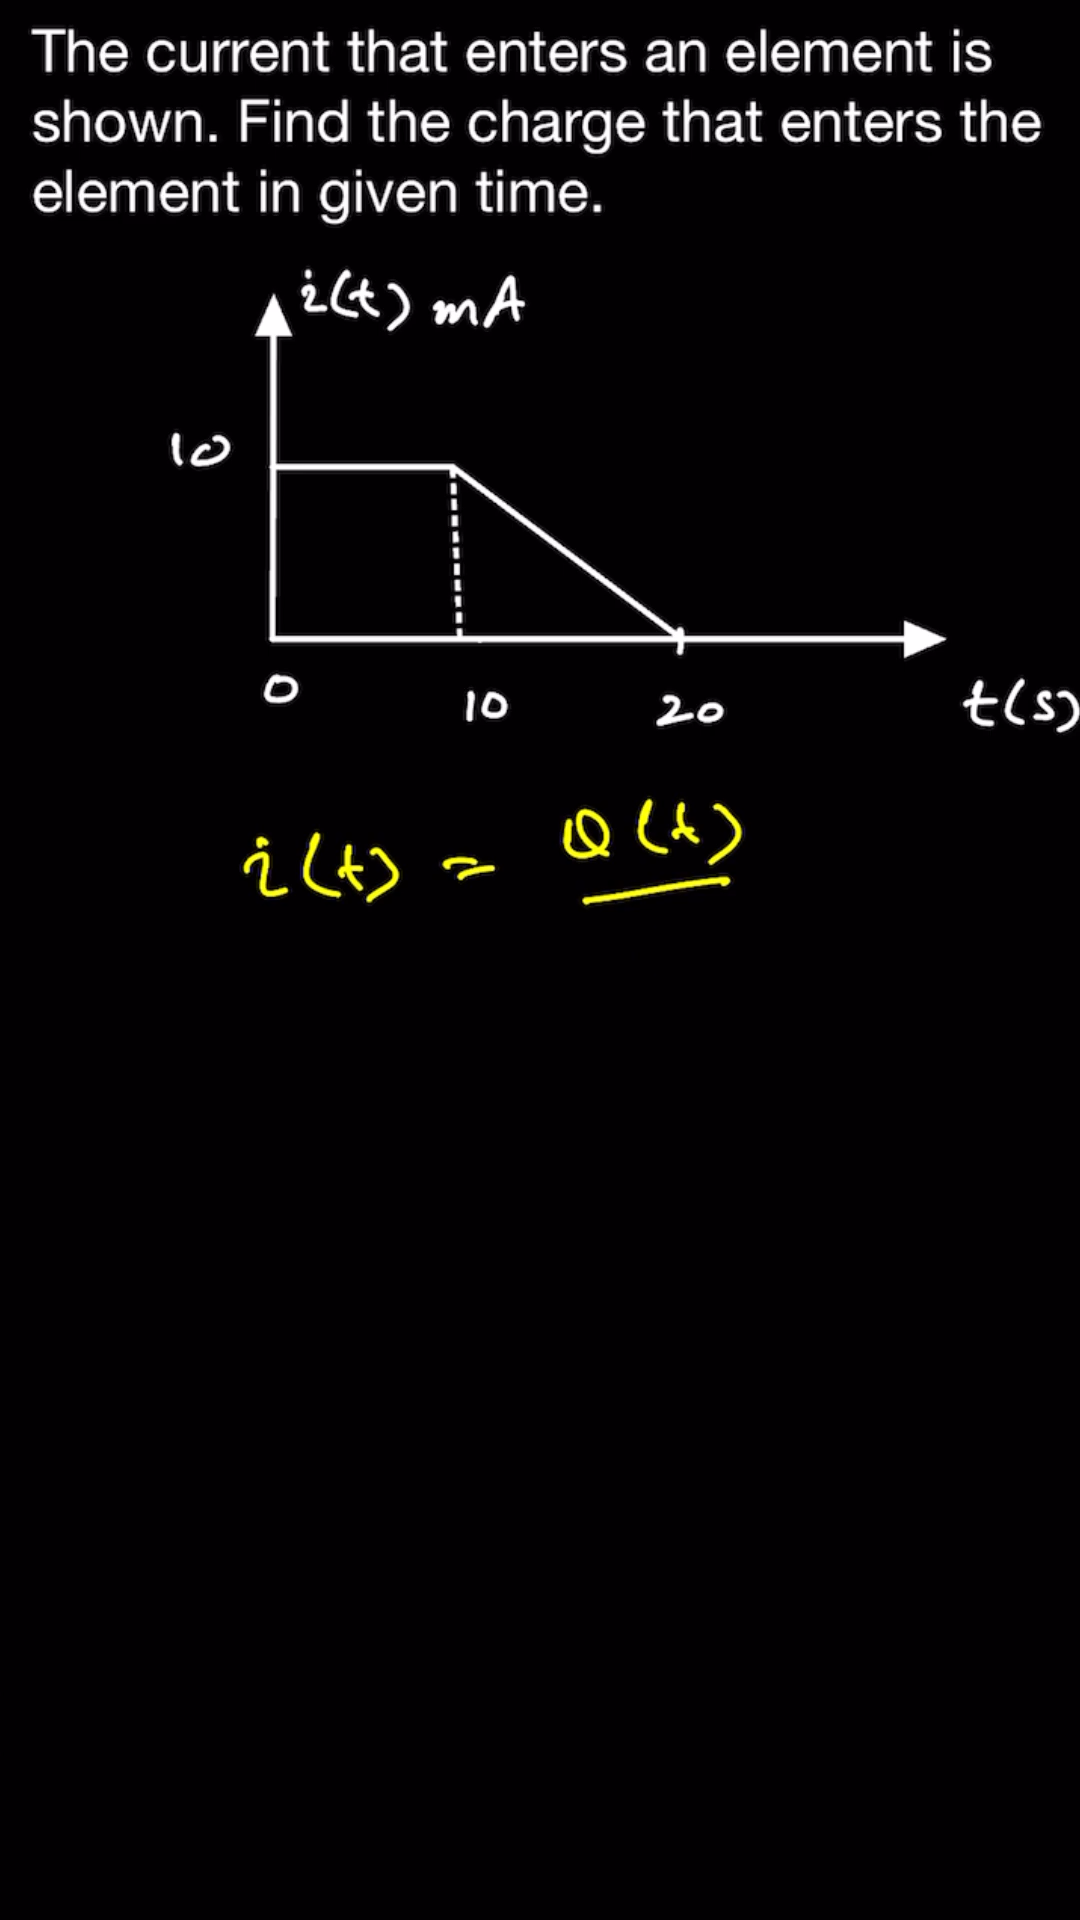 The current that enters an element is
shown. Find the charge that enters the
element in given time.
i(t) mA
10
0
10
20
t(s)
i(t) = Q(t)